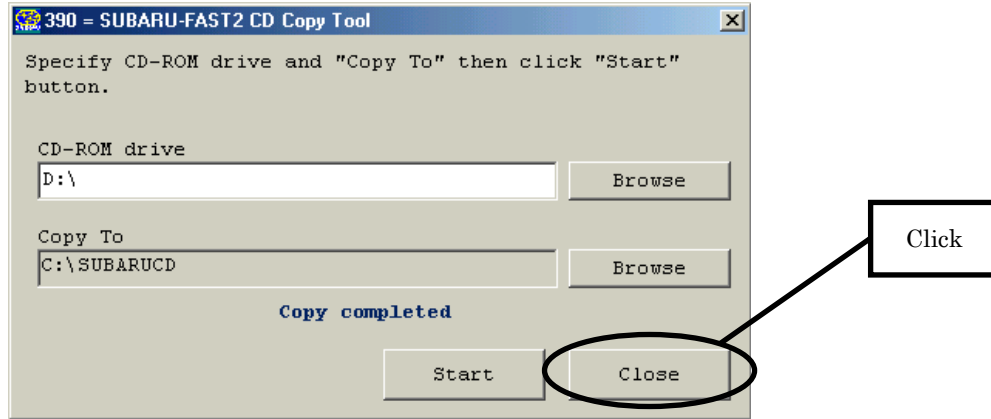 390 = SUBARU-FAST2 CD Copy Tool
Specify CD-ROM drive and "Copy To" then click "Start"
button.
CD-ROM drive
D:\
Browse
Click
Copy To
C:\SUBARUCD
Browse
Copy completed
Start
Close